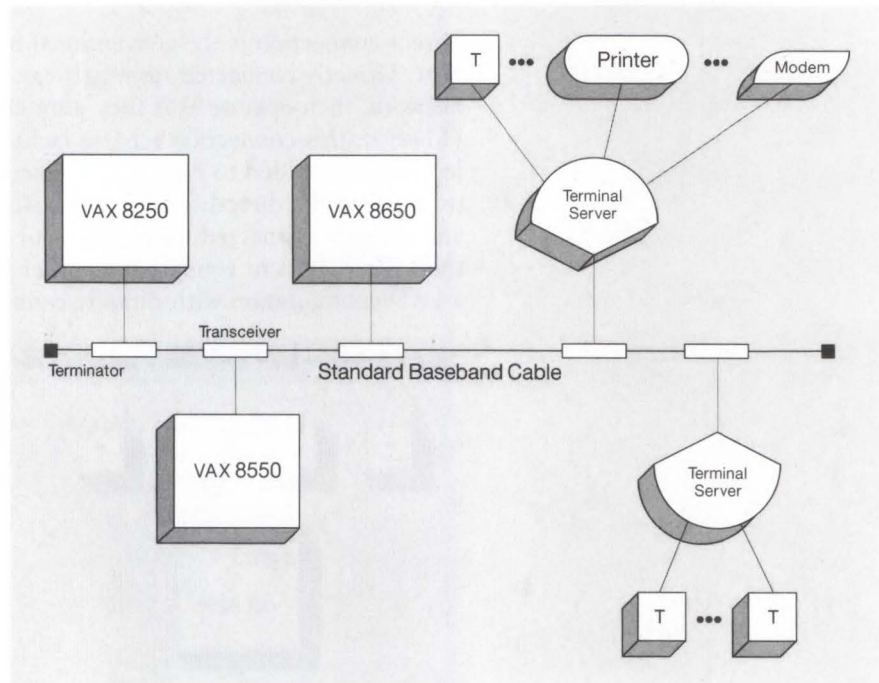 T ••• Printer ••• Modem
VAX 8250
VAX 8650
Terminal
Server
Transceiver
Terminator
Standard Baseband Cable
VAX 8550
Terminal
Server
T ••• T